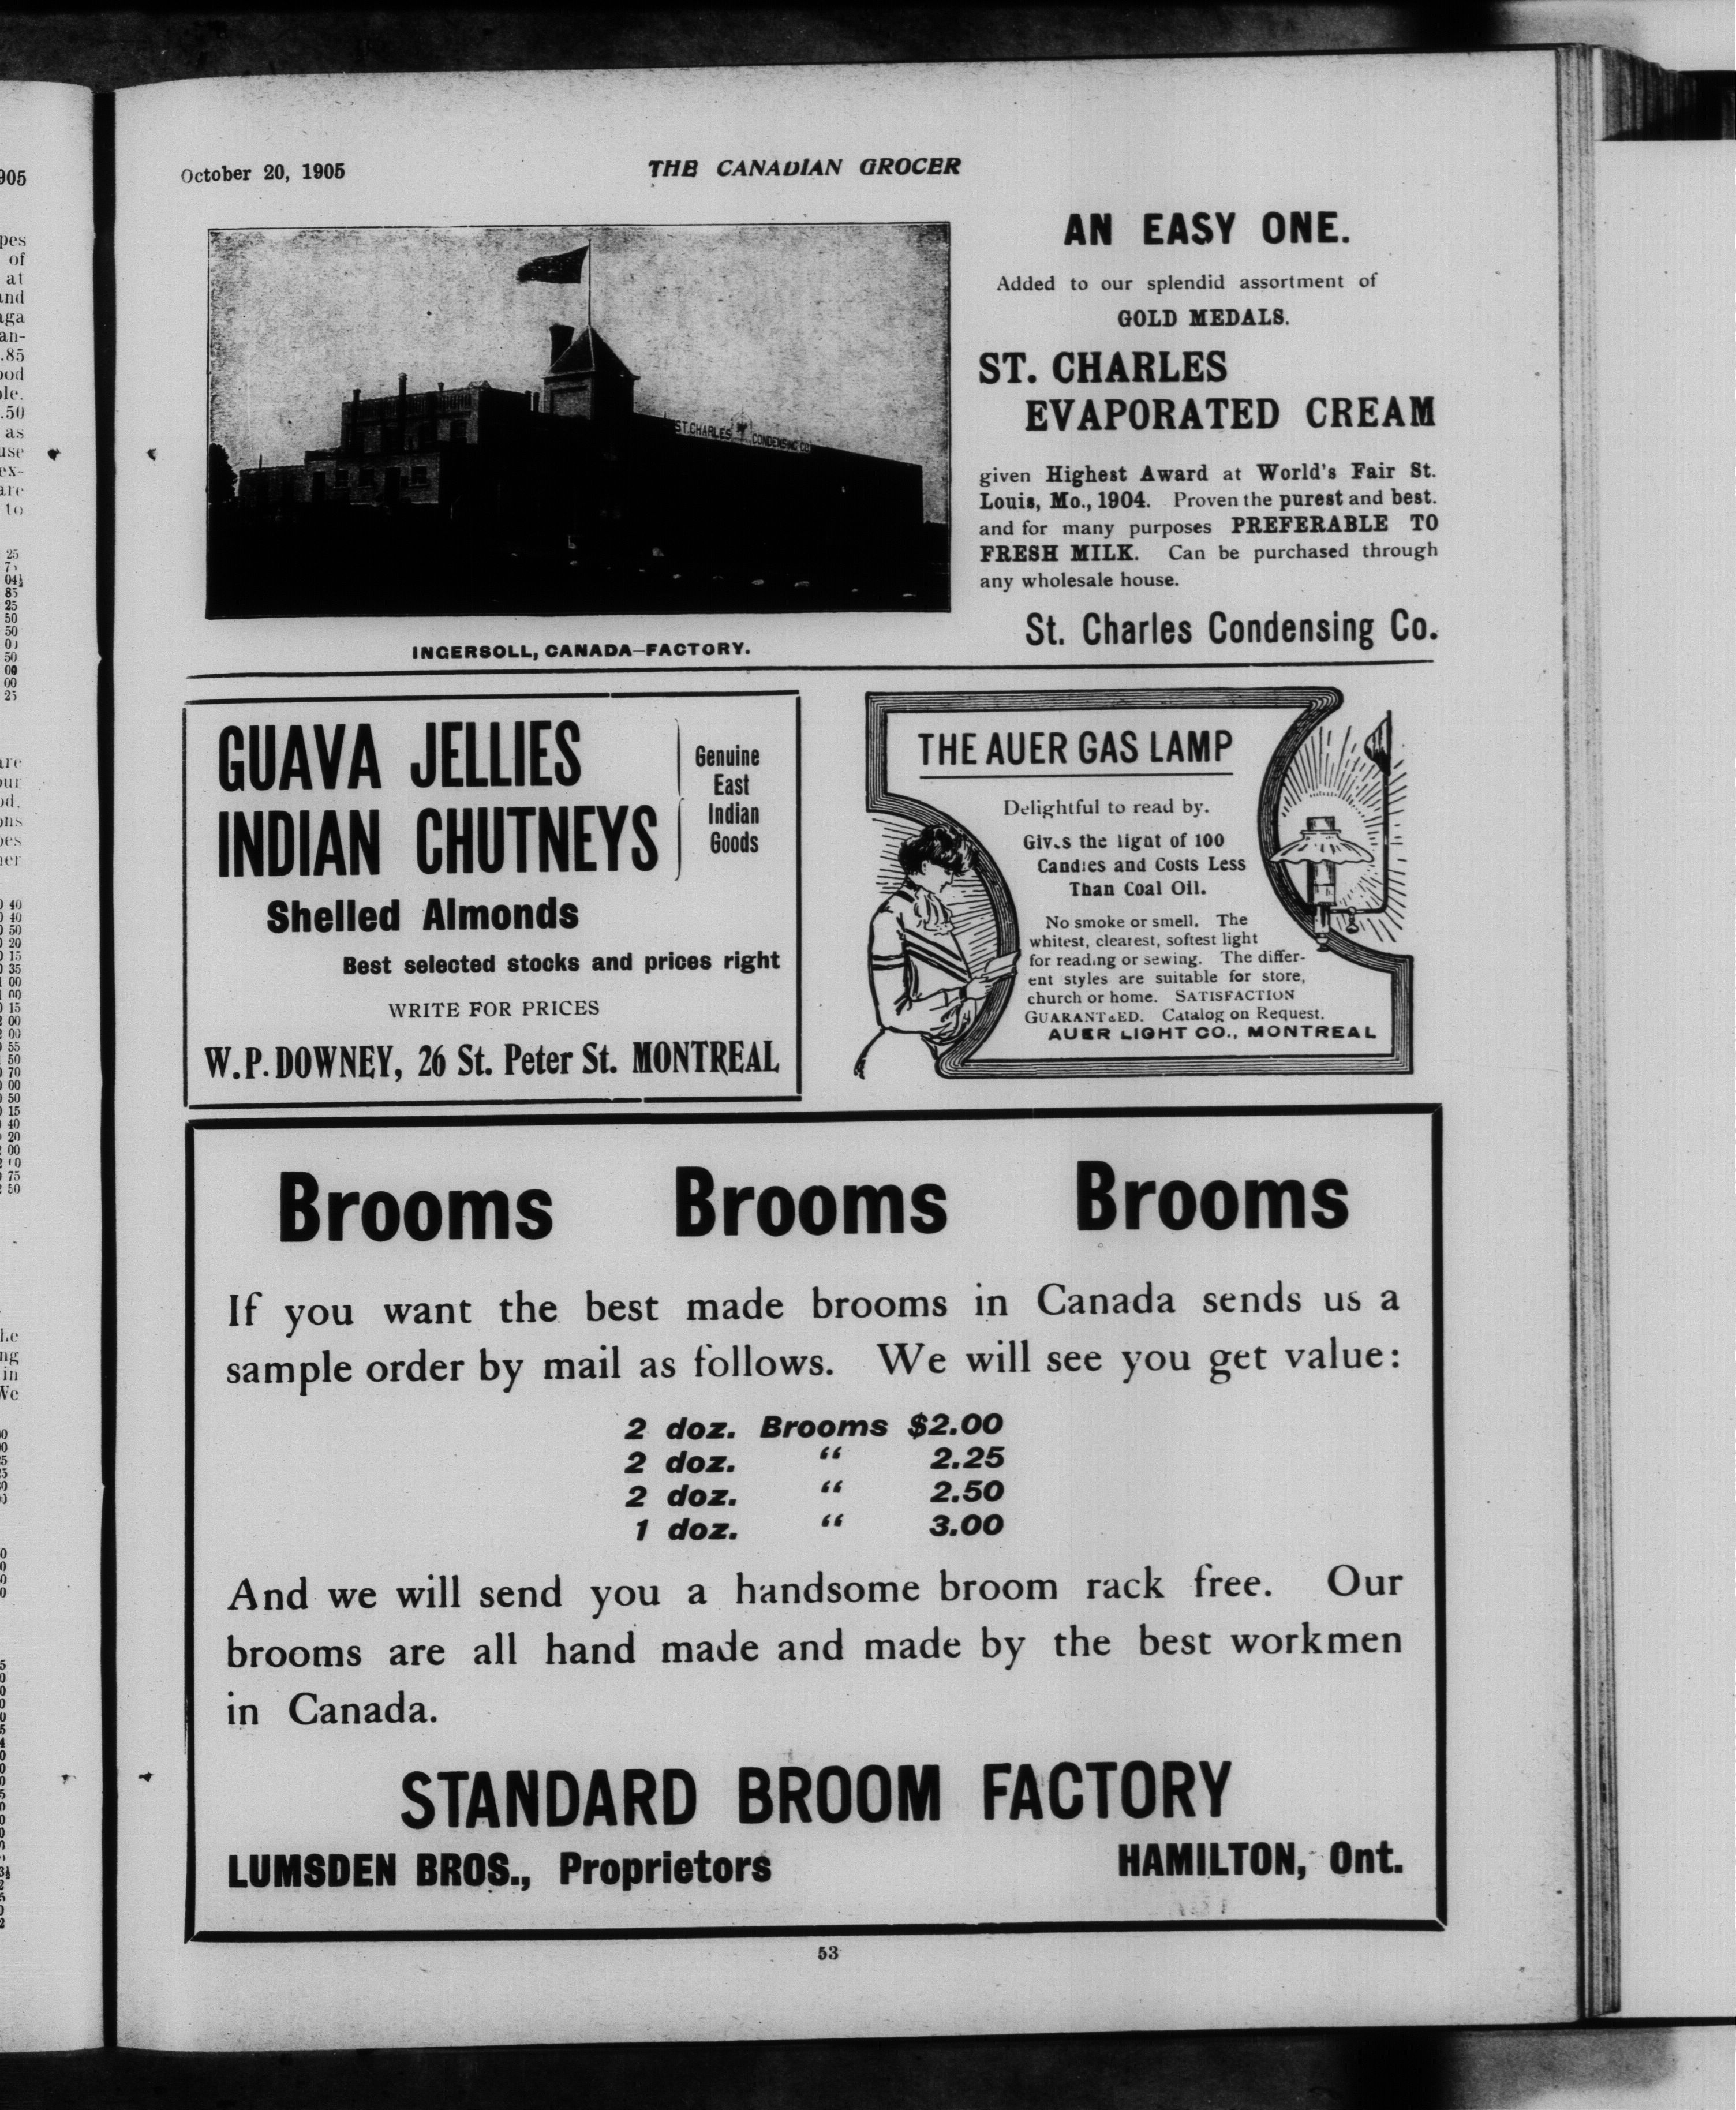 October 20, 1905
THE CANADIAN GROCER
ST. CHARLES CONDENSING CO
INGERSOLL, CANADA—FACTORY.
AN EASY ONE.
Added to our splendid assortment of
GOLD MEDALS.
ST. CHARLES
EVAPORATED CREAM
given Highest Award at World's Fair St.
Louis, Mo., 1904. Proven the purest and best.
and for many purposes PREFERABLE TO
FRESH MILK. Can be purchased through
any wholesale house.
St. Charles Condensing Co.
GUAVA JELLIES
INDIAN CHUTNEYS
Genuine
East
Indian
Goods
Shelled Almonds
Best selected stocks and prices right
WRITE FOR PRICES
W. P. DOWNEY, 26 St. Peter St. MONTREAL
THE AUER GAS LAMP
Delightful to read by.
Gives the light of 100
Candles and Costs Less
Than Coal Oil.
No smoke or smell. The
whitest, clearest, softest light
for reading or sewing. The differ-
ent styles are suitable for store,
church or home. SATISFACTION
GUARANTEED. Catalog on Request.
AUER LIGHT CO., MONTREAL
Brooms Brooms Brooms
If you want the best made brooms in Canada sends us a
sample order by mail as follows. We will see you get value:
2 doz. Brooms $2.00
2 doz. “ 2.25
2 doz. “ 2.50
1 doz. “ 3.00
And we will send you a handsome broom rack free. Our
brooms are all hand made and made by the best workmen
in Canada.
STANDARD BROOM FACTORY
LUMSDEN BROS., Proprietors HAMILTON, Ont.
53